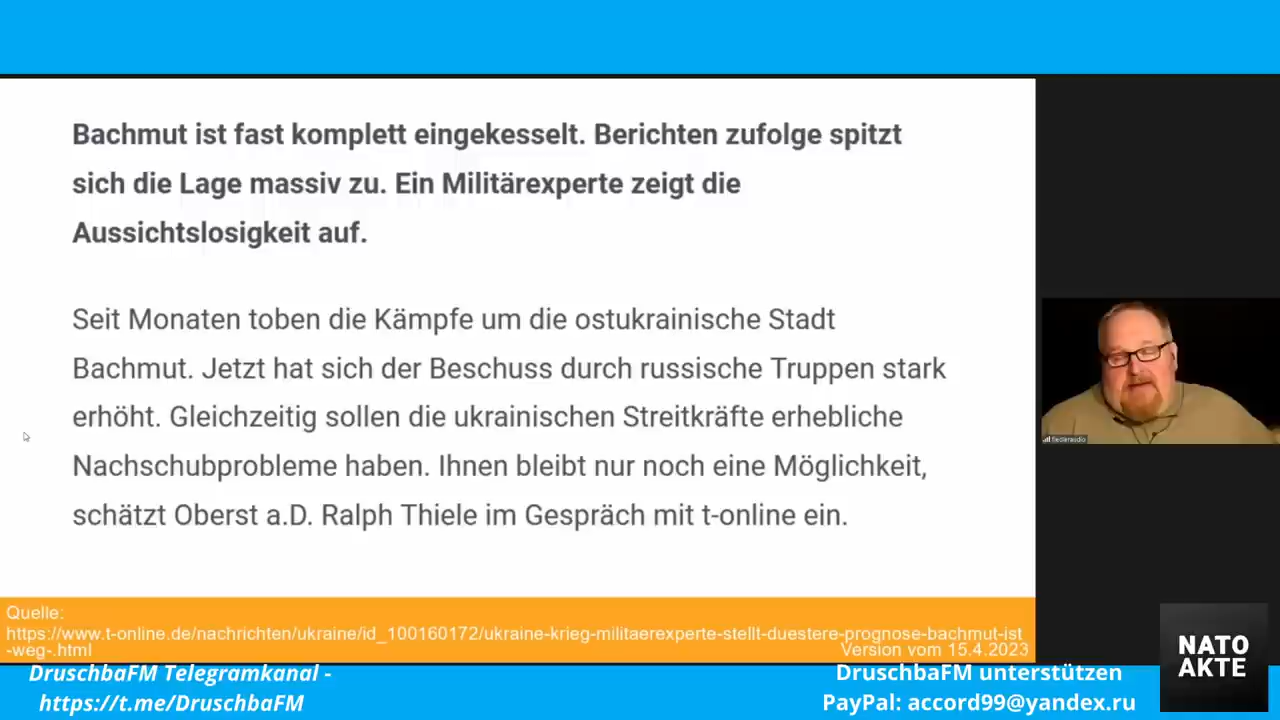 Bachmut ist fast komplett eingekesselt. Berichten zufolge spitzt
sich die Lage massiv zu. Ein Militärexperte zeigt die
Aussichtslosigkeit auf.
Seit Monaten toben die Kämpfe um die ostukrainische Stadt
Bachmut. Jetzt hat sich der Beschuss durch russische Truppen stark
erhöht. Gleichzeitig sollen die ukrainischen Streitkräfte erhebliche
Nachschubprobleme haben. Ihnen bleibt nur noch eine Möglichkeit,
schätzt Oberst a.D. Ralph Thiele im Gespräch mit t-online ein.
Quelle:
https://www.t-online.de/nachrichten/ukraine/id_100160172/ukraine-krieg-militaerexperte-stellt-duestere-prognose-bachmut-ist
-weg-.html
Version vom 15.4.2023
DruschbaFM Telegramkanal -
https://t.me/DruschbaFM
DruschbaFM unterstützen
PayPal: accord99@yandex.ru
NATO
AKTE